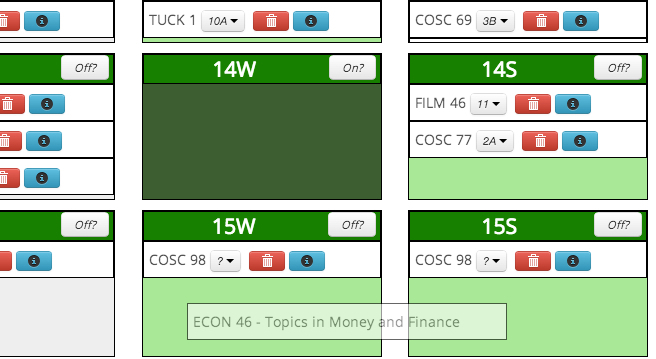 TUCK 1 10A COSC 69 3B
Off? 14W On? 14S Off?
FILM 46 11
COSC 77 2A
Off? 15W Off? 15S Off?
COSC 98 ? COSC 98 ?
ECON 46 - Topics in Money and Finance